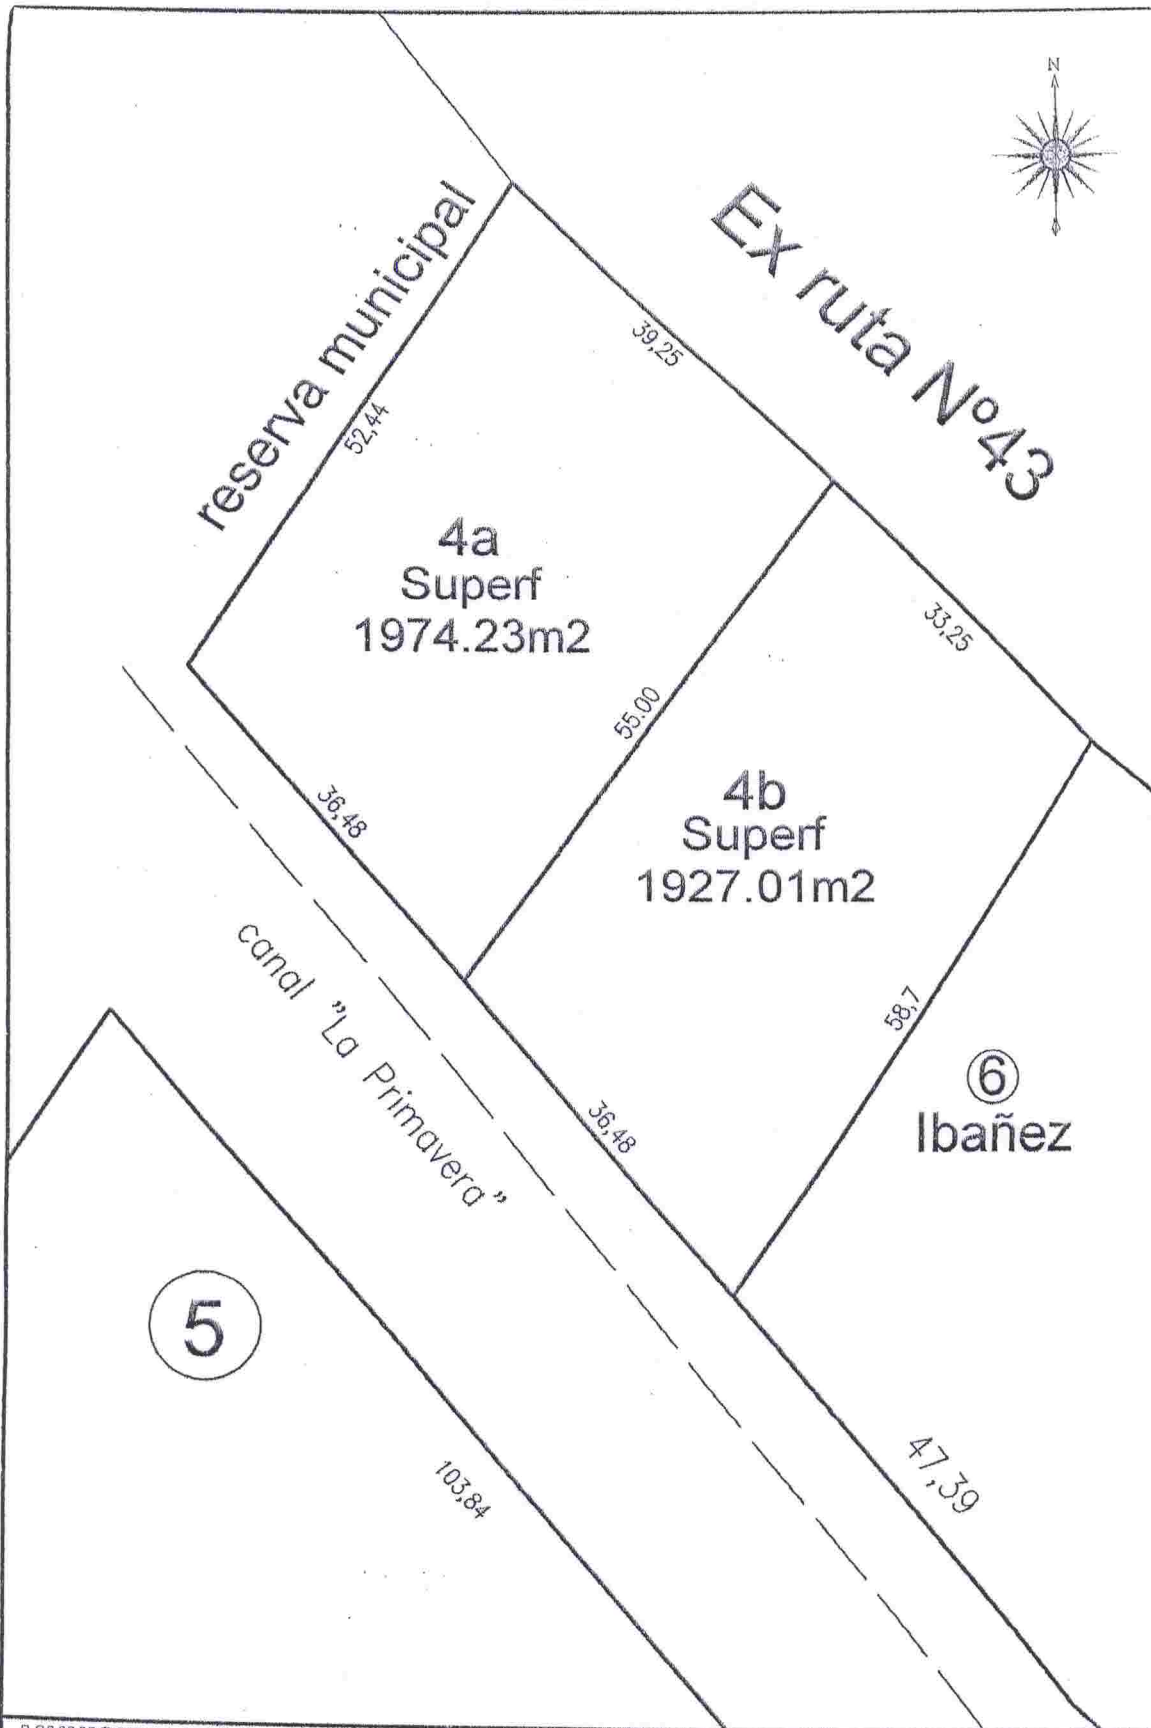 N
Ex ruta Nº43
reserva municipal
39,25
52,44
4a
Superf
1974.23m2
33,25
55.00
36,48
4b
Superf
1927.01m2
canal "La Primavera"
58,7
6
Ibañez
36,48
5
47,39
103,84